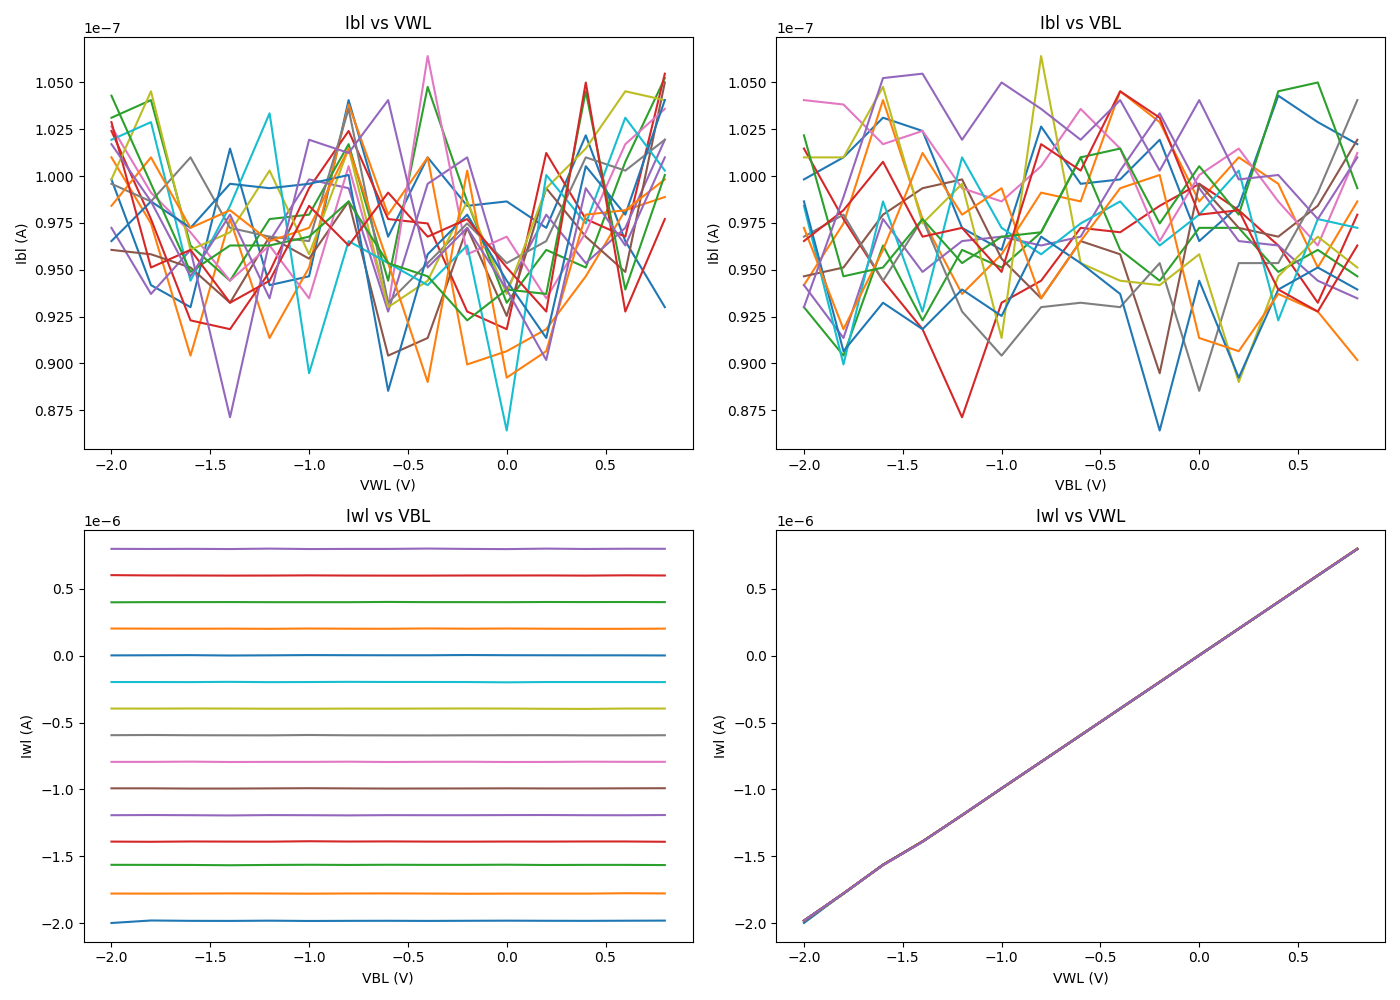 Ibl vs VWL
1e−7
1.050
1.025
1.000
0.975
0.950
0.925
0.900
0.875
Ibl (A)
−2.0 −1.5 −1.0 −0.5 0.0 0.5
VWL (V)
Ibl vs VBL
1e−7
1.050
1.025
1.000
0.975
0.950
0.925
0.900
0.875
Ibl (A)
−2.0 −1.5 −1.0 −0.5 0.0 0.5
VBL (V)
Iwl vs VBL
1e−6
0.5
0.0
−0.5
−1.0
−1.5
−2.0
Iwl (A)
−2.0 −1.5 −1.0 −0.5 0.0 0.5
VBL (V)
Iwl vs VWL
1e−6
0.5
0.0
−0.5
−1.0
−1.5
−2.0
Iwl (A)
−2.0 −1.5 −1.0 −0.5 0.0 0.5
VWL (V)